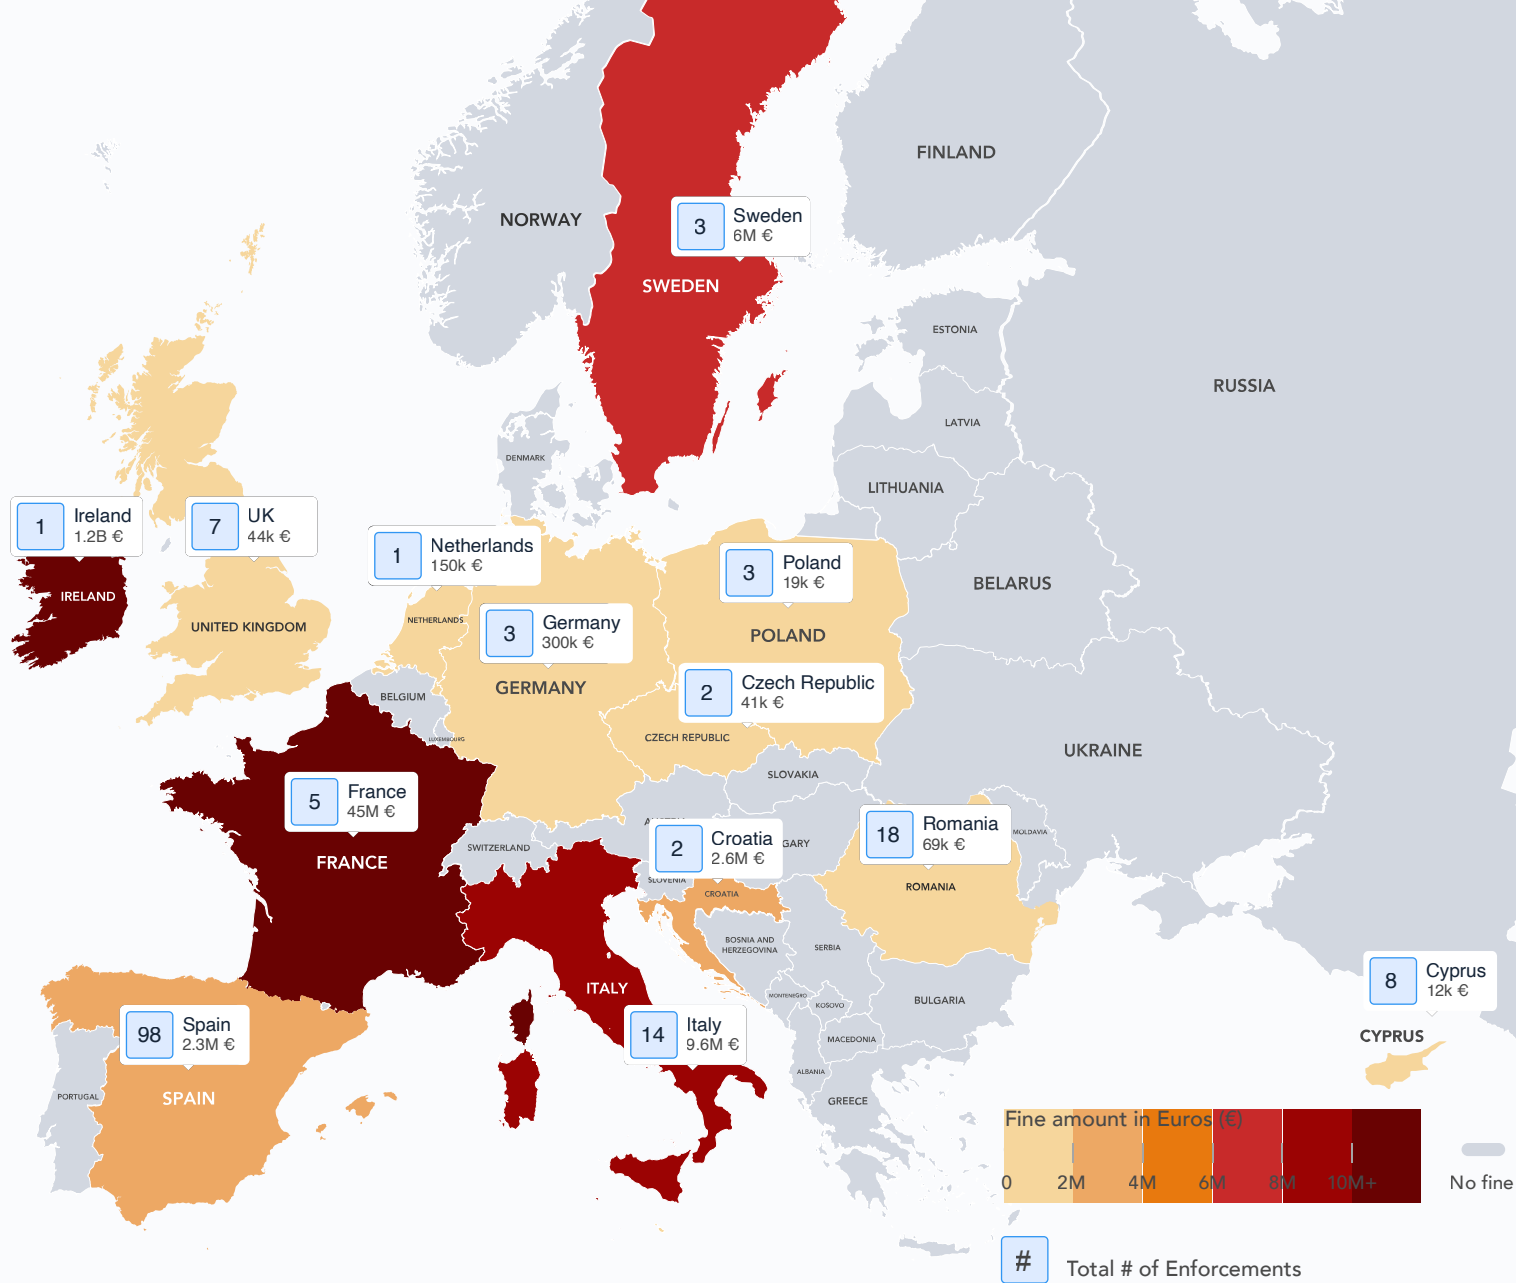 FINLAND
NORWAY
3
Sweden
6M €
SWEDEN
ESTONIA
RUSSIA
LATVIA
DENMARK
LITHUANIA
1
Ireland
1.2B €
7
UK
44k €
1
Netherlands
150k €
3
Poland
19k €
BELARUS
IRELAND
UNITED KINGDOM
NETHERLANDS
3
Germany
300k €
POLAND
GERMANY
2
Czech Republic
41k €
BELGIUM
LUXEMBOURG
CZECH REPUBLIC
UKRAINE
SLOVAKIA
5
France
45M €
FRANCE
SWITZERLAND
2
Croatia
2.6M €
GARY
18
Romania
69k €
MOLDAVIA
SLOVENIA
CROATIA
ROMANIA
BOSNIA AND
HERZEGOVINA
SERBIA
8
Cyprus
12k €
ITALY
MONTENEGRO
KOSOVO
BULGARIA
98
Spain
2.3M €
14
Italy
9.6M €
MACEDONIA
CYPRUS
ALBANIA
PORTUGAL
SPAIN
GREECE
Fine amount in Euros (€)
0 2M 4M 6M 8M 10M+
No fine
# Total # of Enforcements